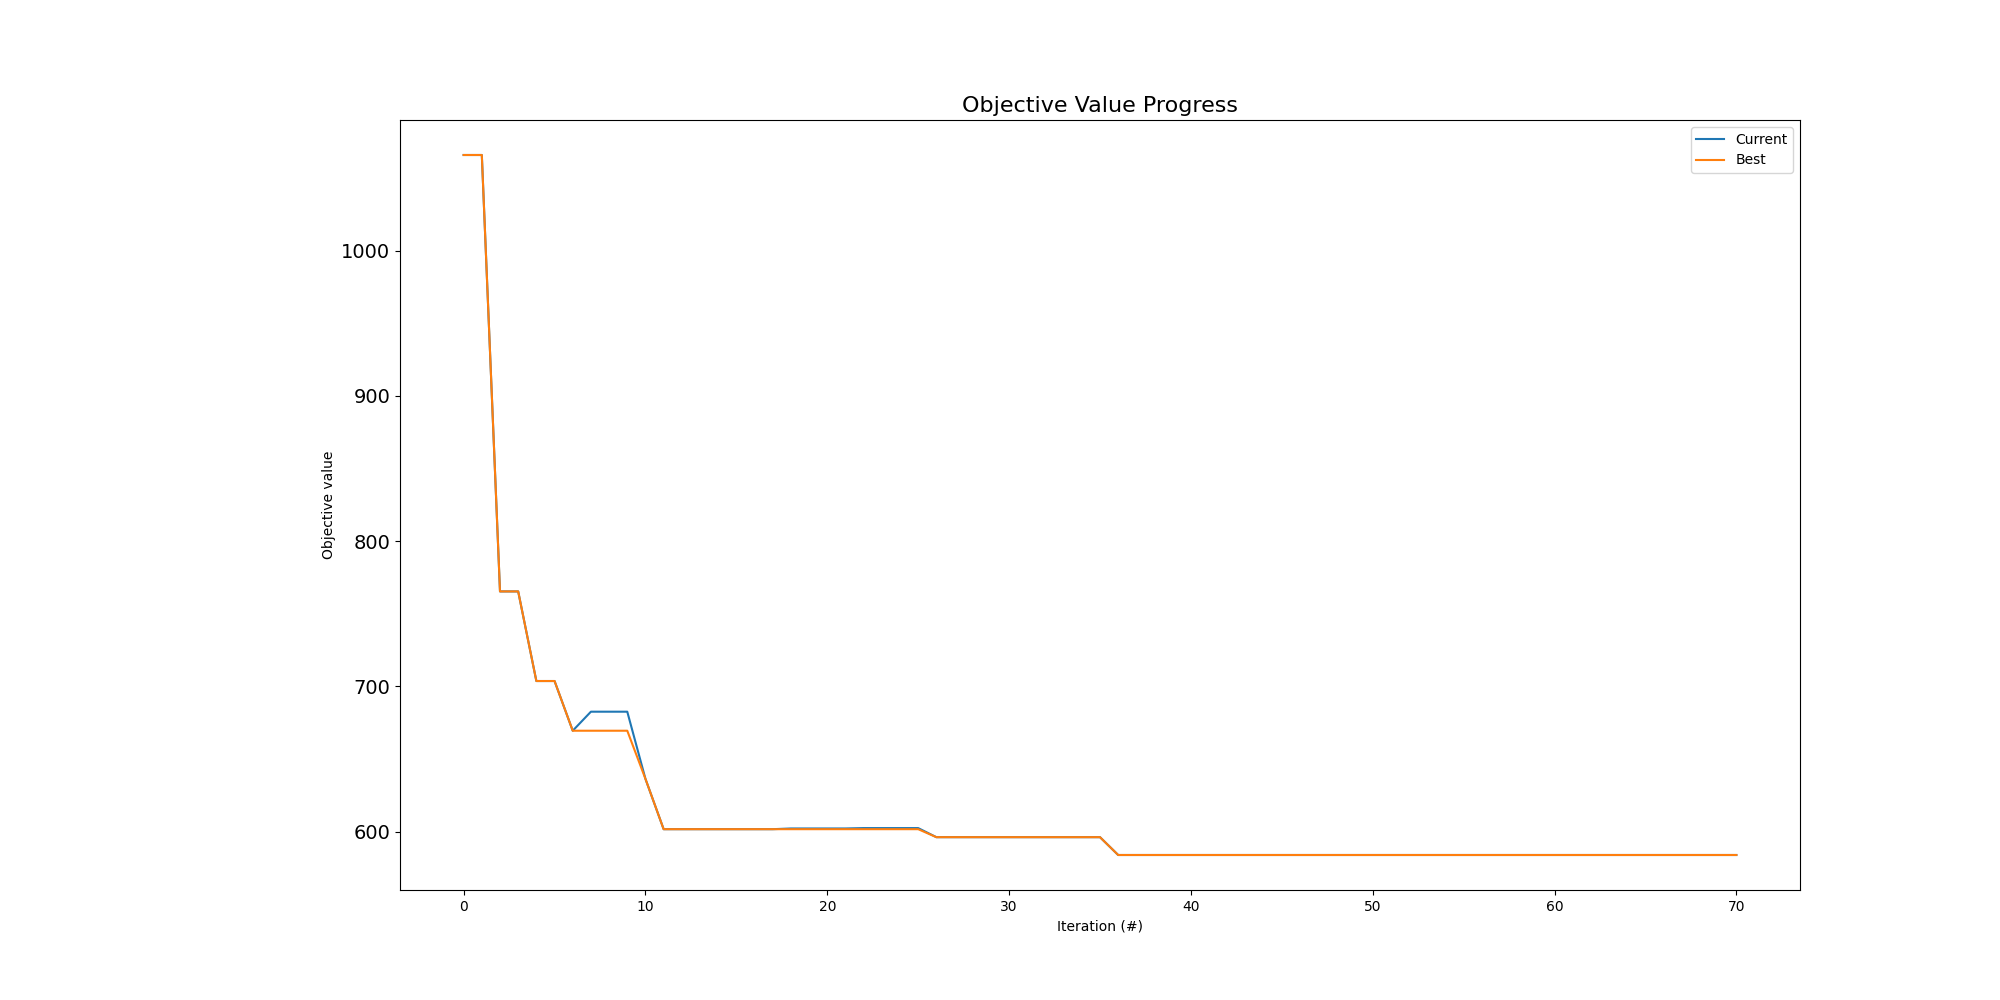 Objective Value Progress
Current
Best
1000
900
800
700
600
Objective value
0 10 20 30 40 50 60 70
Iteration (#)